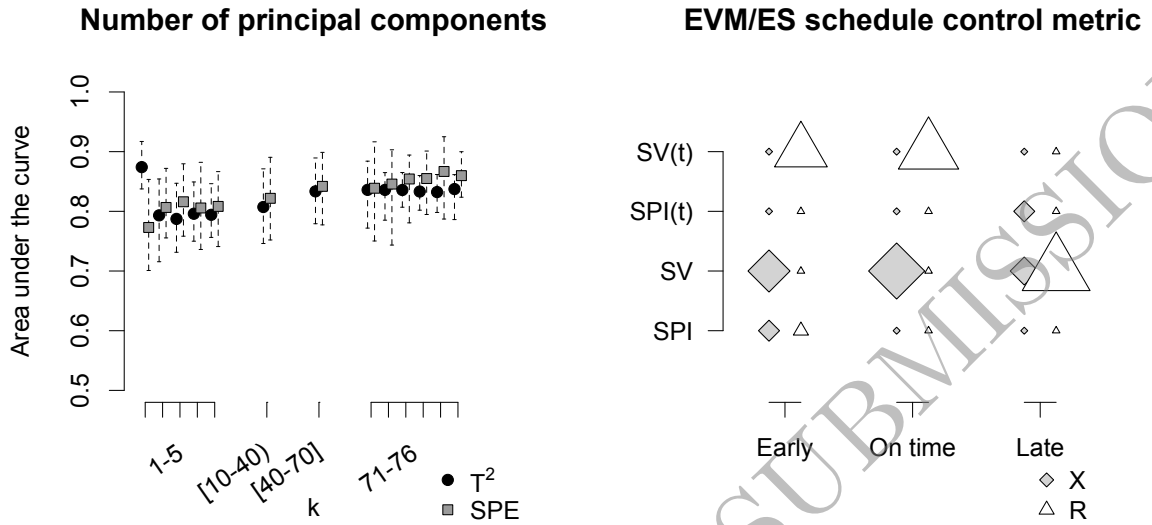 Number of principal components
Area under the curve
1.0
0.9
0.8
0.7
0.6
0.5
1-5
[10-40)
[40-70]
71-76
k
T²
SPE
EVM/ES schedule control metric
SV(t)
SPI(t)
SV
SPI
Early
On time
Late
X
R
SUBMISSION